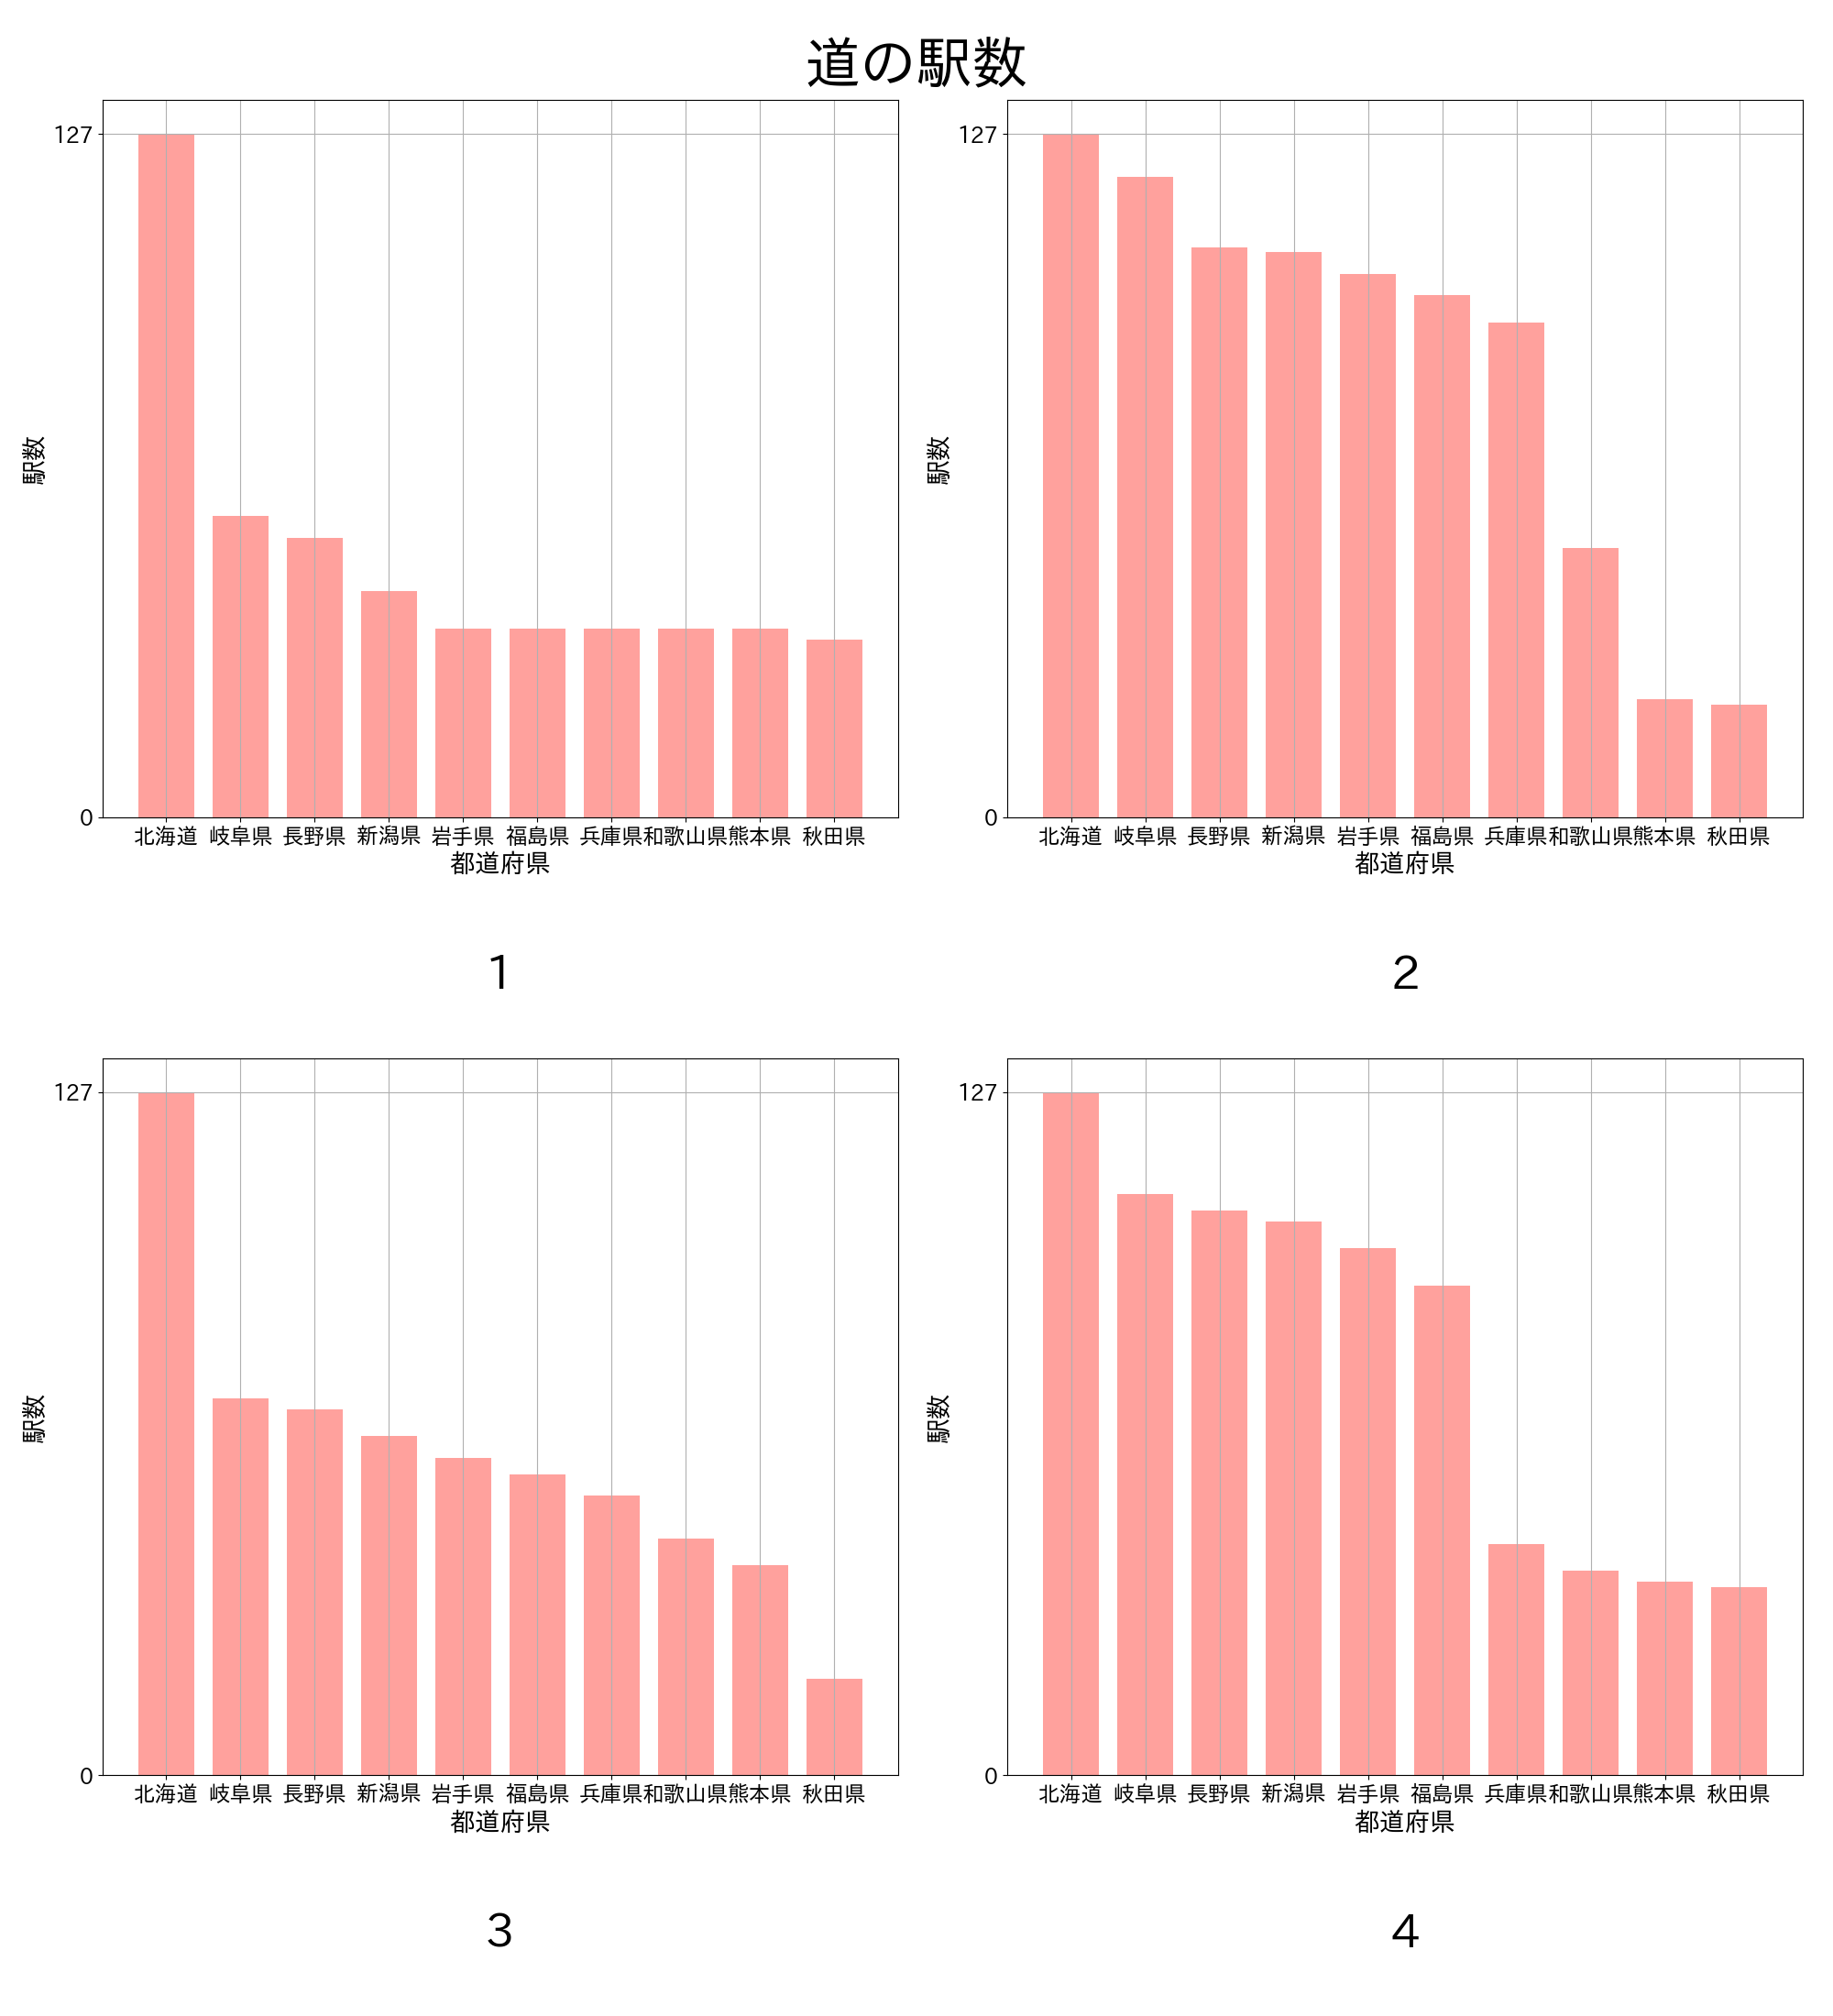 道の駅数
127
駅数
0
北海道 岐阜県 長野県 新潟県 岩手県 福島県 兵庫県 和歌山県 熊本県 秋田県
都道府県
1
127
駅数
0
北海道 岐阜県 長野県 新潟県 岩手県 福島県 兵庫県 和歌山県 熊本県 秋田県
都道府県
2
127
駅数
0
北海道 岐阜県 長野県 新潟県 岩手県 福島県 兵庫県 和歌山県 熊本県 秋田県
都道府県
3
127
駅数
0
北海道 岐阜県 長野県 新潟県 岩手県 福島県 兵庫県 和歌山県 熊本県 秋田県
都道府県
4